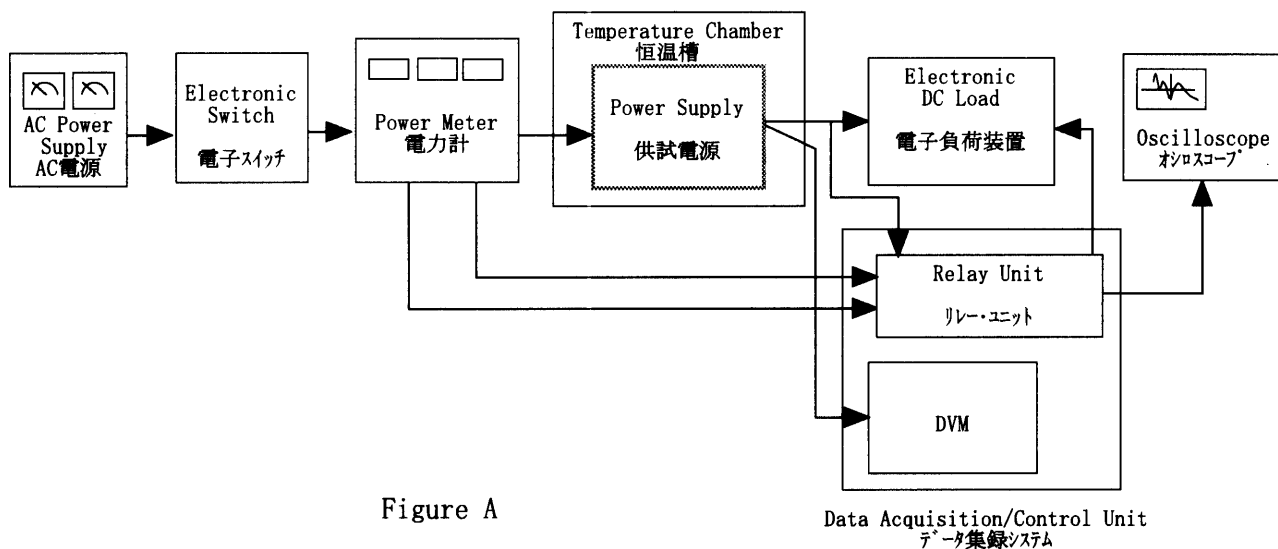 AC Power
Supply
AC電源
Electronic
Switch
電子スイッチ
Power Meter
電力計
Temperature Chamber
恒温槽
Power Supply
供試電源
Electronic
DC Load
電子負荷装置
Oscilloscope
ｵｼﾛｽｺｰﾌﾟ
Relay Unit
ﾘﾚｰ･ﾕﾆｯﾄ
DVM
Data Acquisition/Control Unit
ﾃﾞｰﾀ集録ｼｽﾃﾑ
Figure A